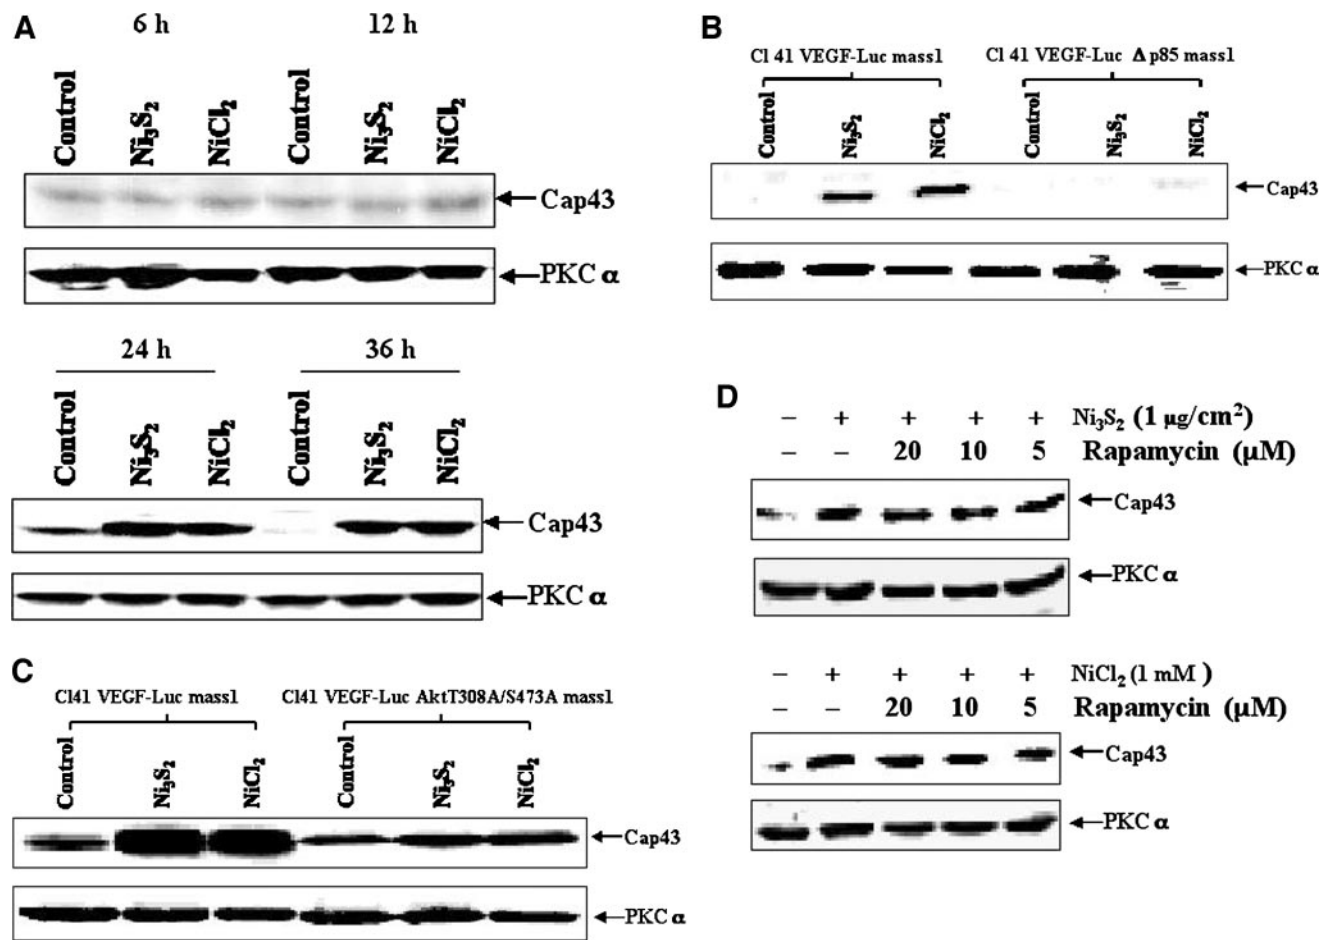 A
6 h 12 h
Control Ni₃S₂ NiCl₂ Control Ni₃S₂ NiCl₂
Cap43
PKC α
24 h 36 h
Control Ni₃S₂ NiCl₂ Control Ni₃S₂ NiCl₂
Cap43
PKC α
B
Cl 41 VEGF-Luc mass1 Cl 41 VEGF-Luc Δ p85 mass1
Control Ni₃S₂ NiCl₂ Control Ni₃S₂ NiCl₂
Cap43
PKC α
C
Cl41 VEGF-Luc mass1 Cl41 VEGF-Luc AktT308A/S473A mass1
Control Ni₃S₂ NiCl₂ Control Ni₃S₂ NiCl₂
Cap43
PKC α
D
– + + + + Ni₃S₂ (1 µg/cm²)
– – 20 10 5 Rapamycin (µM)
Cap43
PKC α
– + + + + NiCl₂ (1 mM )
– – 20 10 5 Rapamycin (µM)
Cap43
PKC α